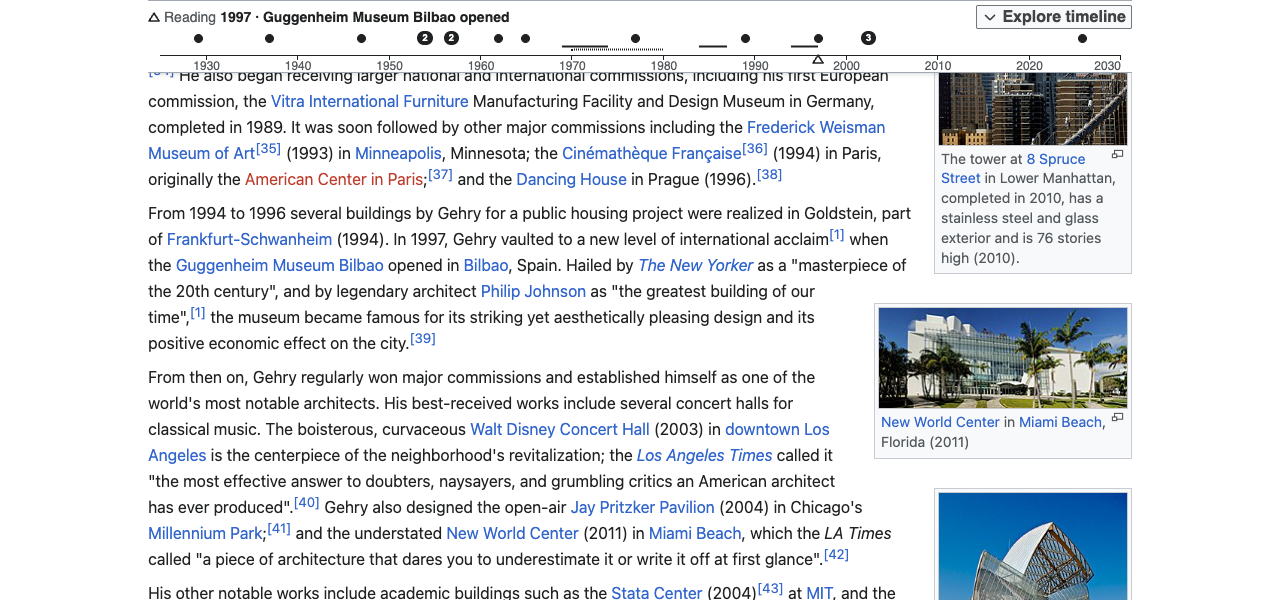 Reading 1997 · Guggenheim Museum Bilbao opened
Explore timeline
2 2 3
1930 1940 1950 1960 1970 1980 1990 2000 2010 2020 2030
[34] He also began receiving larger national and international commissions, including his first European
commission, the Vitra International Furniture Manufacturing Facility and Design Museum in Germany,
completed in 1989. It was soon followed by other major commissions including the Frederick Weisman
Museum of Art[35] (1993) in Minneapolis, Minnesota; the Cinémathèque Française[36] (1994) in Paris,
originally the American Center in Paris;[37] and the Dancing House in Prague (1996).[38]
From 1994 to 1996 several buildings by Gehry for a public housing project were realized in Goldstein, part
of Frankfurt-Schwanheim (1994). In 1997, Gehry vaulted to a new level of international acclaim[1] when
the Guggenheim Museum Bilbao opened in Bilbao, Spain. Hailed by The New Yorker as a "masterpiece of
the 20th century", and by legendary architect Philip Johnson as "the greatest building of our
time",[1] the museum became famous for its striking yet aesthetically pleasing design and its
positive economic effect on the city.[39]
From then on, Gehry regularly won major commissions and established himself as one of the
world's most notable architects. His best-received works include several concert halls for
classical music. The boisterous, curvaceous Walt Disney Concert Hall (2003) in downtown Los
Angeles is the centerpiece of the neighborhood's revitalization; the Los Angeles Times called it
"the most effective answer to doubters, naysayers, and grumbling critics an American architect
has ever produced".[40] Gehry also designed the open-air Jay Pritzker Pavilion (2004) in Chicago's
Millennium Park;[41] and the understated New World Center (2011) in Miami Beach, which the LA Times
called "a piece of architecture that dares you to underestimate it or write it off at first glance".[42]
His other notable works include academic buildings such as the Stata Center (2004)[43] at MIT, and the
The tower at 8 Spruce
Street in Lower Manhattan,
completed in 2010, has a
stainless steel and glass
exterior and is 76 stories
high (2010).
New World Center in Miami Beach,
Florida (2011)